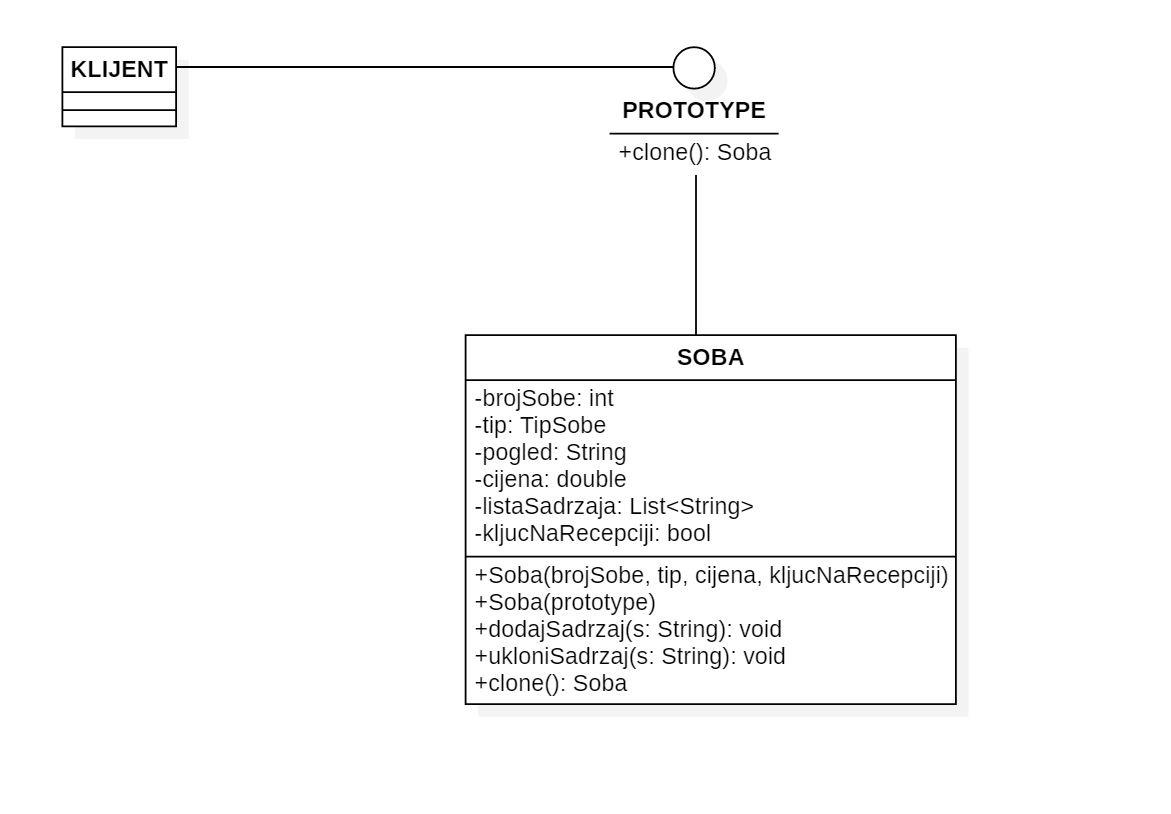 KLIJENT
PROTOTYPE
+clone(): Soba
SOBA
-brojSobe: int
-tip: TipSobe
-pogled: String
-cijena: double
-listaSadrzaja: List<String>
-kljucNaRecepciji: bool
+Soba(brojSobe, tip, cijena, kljucNaRecepciji)
+Soba(prototype)
+dodajSadrzaj(s: String): void
+ukloniSadrzaj(s: String): void
+clone(): Soba